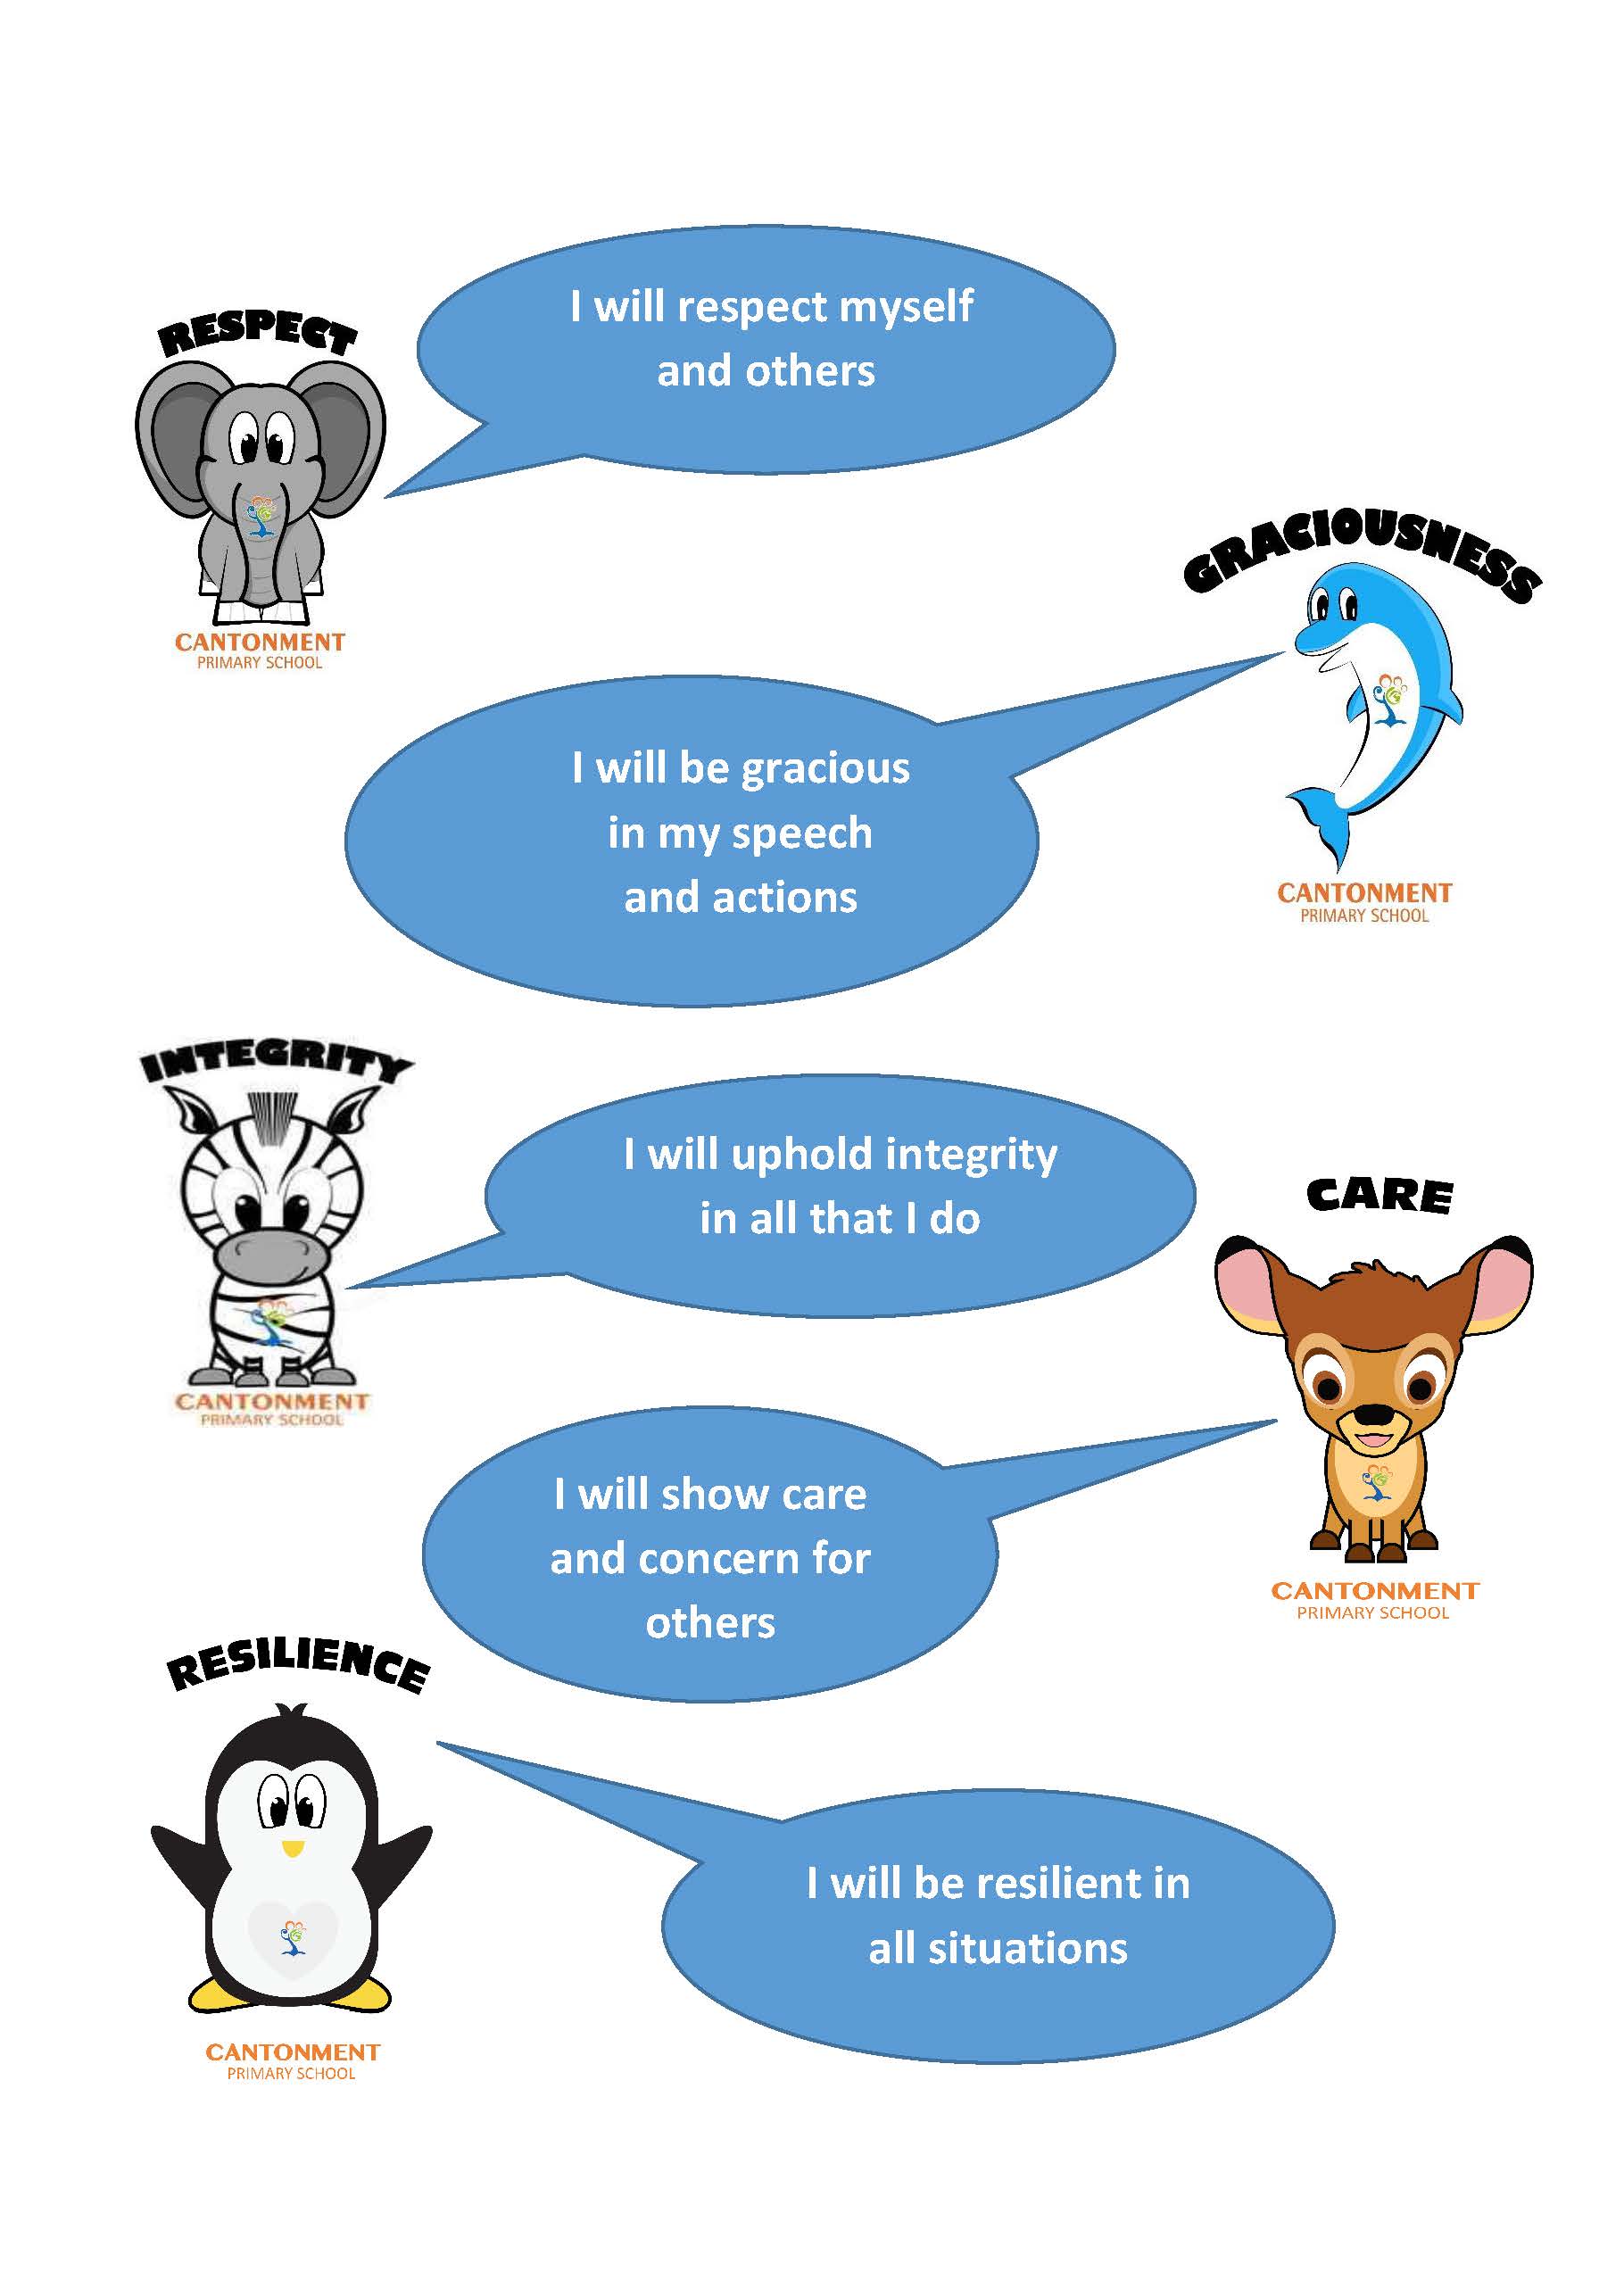 RESPECT
I will respect myself
and others
CANTONMENT
PRIMARY SCHOOL
GRACIOUSNESS
I will be gracious
in my speech
and actions
CANTONMENT
PRIMARY SCHOOL
INTEGRITY
I will uphold integrity
in all that I do
CANTONMENT
PRIMARY SCHOOL
CARE
I will show care
and concern for
others
CANTONMENT
PRIMARY SCHOOL
RESILIENCE
I will be resilient in
all situations
CANTONMENT
PRIMARY SCHOOL